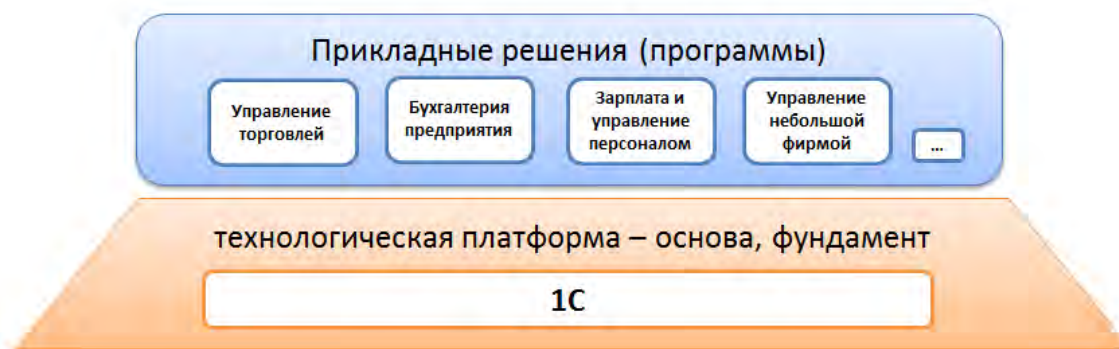 Прикладные решения (программы)
Управление
торговлей
Бухгалтерия
предприятия
Зарплата и
управление
персоналом
Управление
небольшой
фирмой
...
технологическая платформа – основа, фундамент
1С